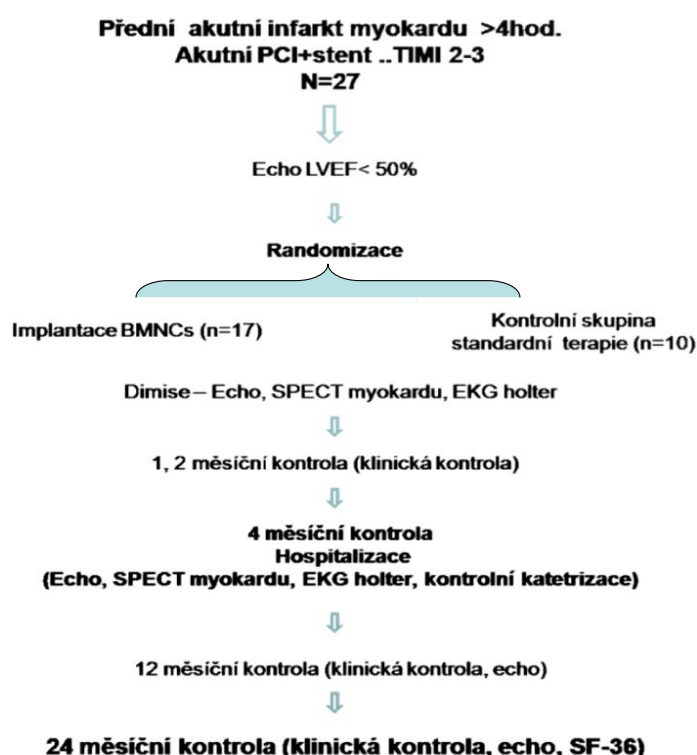 Přední akutní infarkt myokardu >4hod.
Akutní PCI+stent ..TIMI 2-3
N=27
Echo LVEF< 50%
Randomizace
Implantace BMNCs (n=17)
Kontrolní skupina
standardní terapie (n=10)
Dimise– Echo, SPECT myokardu, EKG holter
1, 2 měsíční kontrola (klinická kontrola)
4 měsíční kontrola
Hospitalizace
(Echo, SPECT myokardu, EKG holter, kontrolní katetrizace)
12 měsíční kontrola (klinická kontrola, echo)
24 měsíční kontrola (klinická kontrola, echo, SF-36)